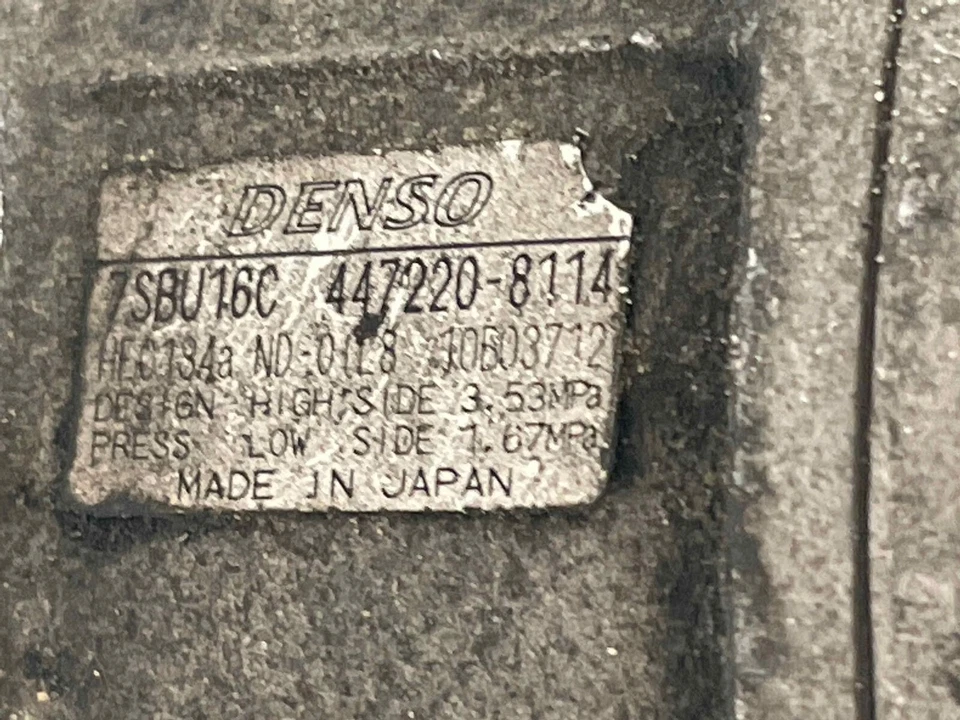 DENSO
7SBU16C 447220-8114
HFC134a ND-OIL8 10B03712
DESIGN HIGH SIDE 3.53MPa
PRESS LOW SIDE 1.67MPa
MADE IN JAPAN